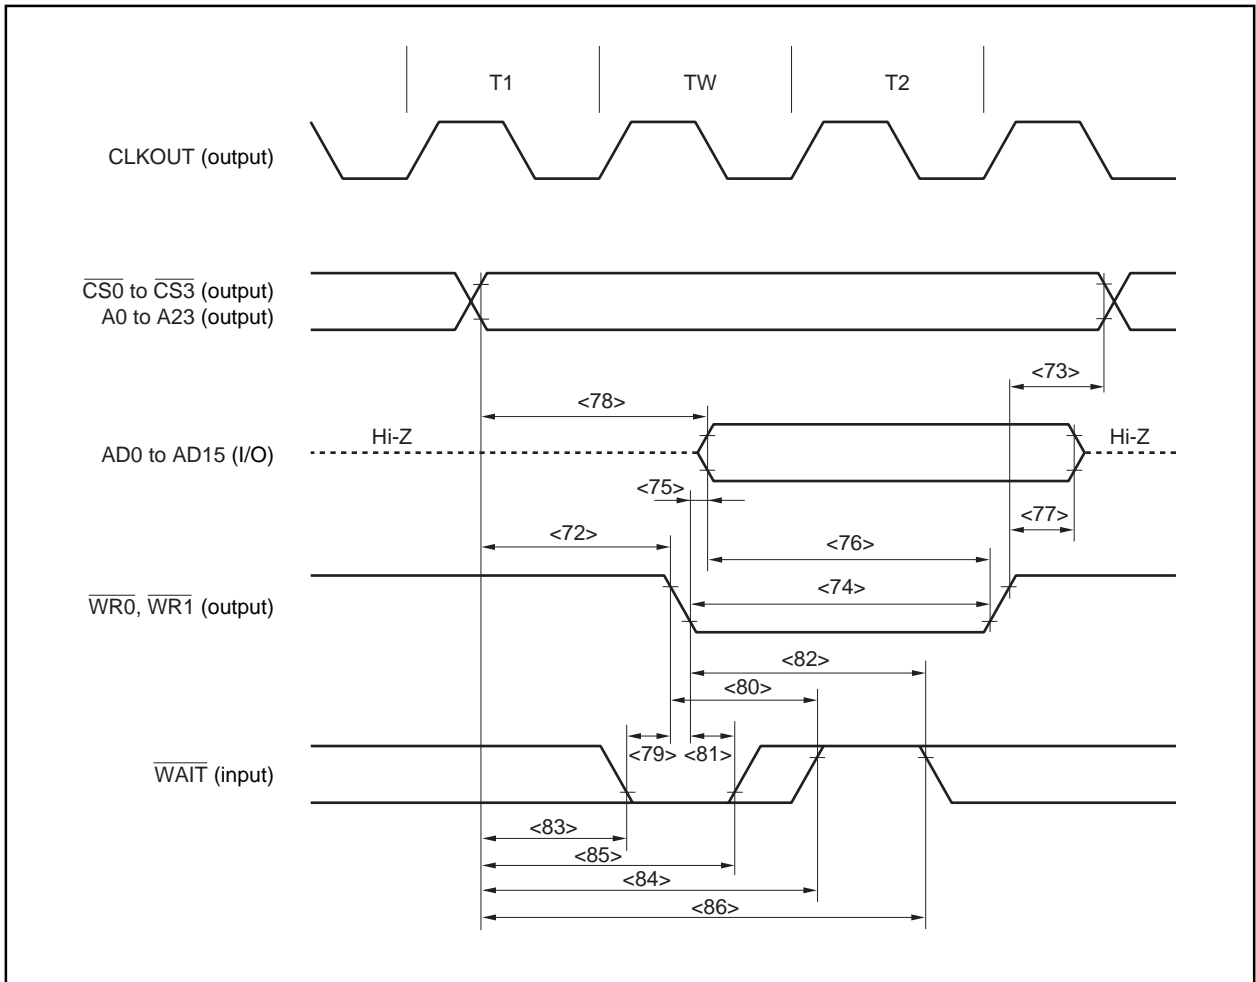 T1 TW T2
CLKOUT (output)
CS0 to CS3 (output)
A0 to A23 (output)
<73>
<78>
Hi-Z Hi-Z
AD0 to AD15 (I/O)
<75>
<77>
<72>
<76>
<74>
WR0, WR1 (output)
<82>
<80>
<79> <81>
WAIT (input)
<83>
<85>
<84>
<86>